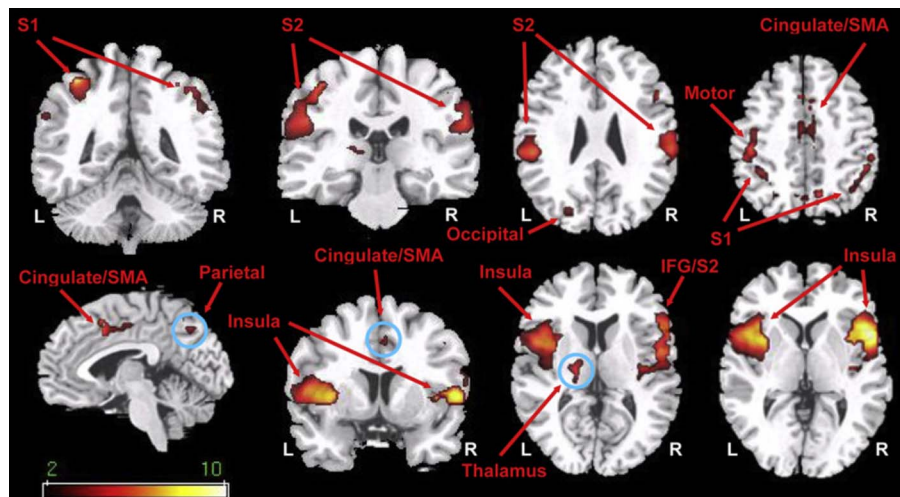 S1
S2
S2
Cingulate/SMA
Motor
L
R
L
R
L
R
L
R
Occipital
S1
Cingulate/SMA
Parietal
Cingulate/SMA
Insula
IFG/S2
Insula
Insula
L
R
L
R
L
R
Thalamus
2
10